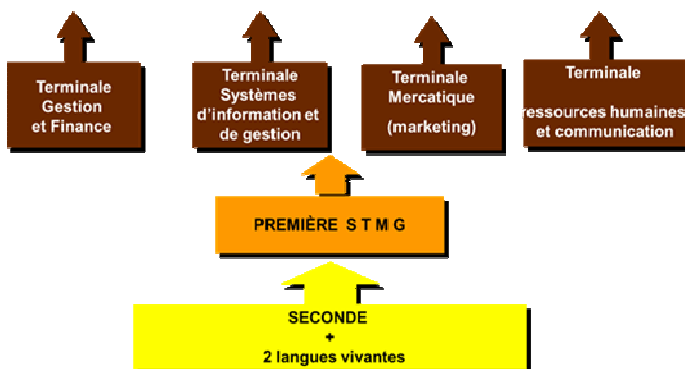 Terminale
Gestion
et Finance
Terminale
Systèmes
d'information et
de gestion
Terminale
Mercatique
(marketing)
Terminale
ressources humaines
et communication
PREMIÈRE S T M G
SECONDE
+
2 langues vivantes